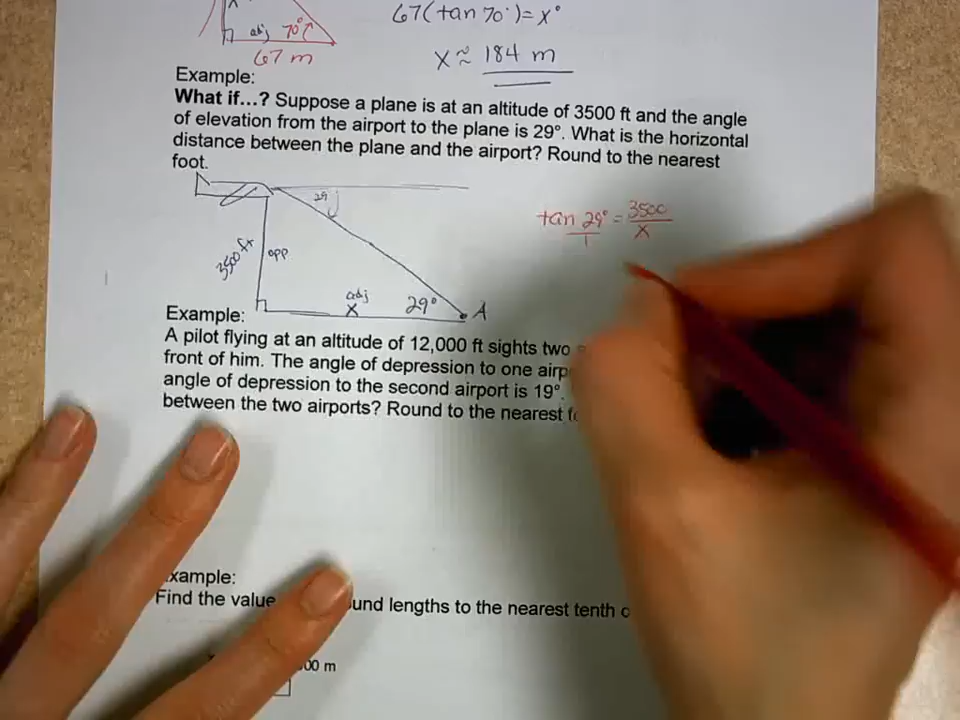 adj 70°
67 m
67(tan 70°)=x°
x ≈ 184 m
Example:
What if…? Suppose a plane is at an altitude of 3500 ft and the angle
of elevation from the airport to the plane is 29°. What is the horizontal
distance between the plane and the airport? Round to the nearest
foot.
29
tan 29° = 3500
1 x
3500 ft
opp
adj
x
29°
A
Example:
A pilot flying at an altitude of 12,000 ft sights two
front of him. The angle of depression to one airp
angle of depression to the second airport is 19°.
between the two airports? Round to the nearest f
xample:
Find the value und lengths to the nearest tenth o
00 m